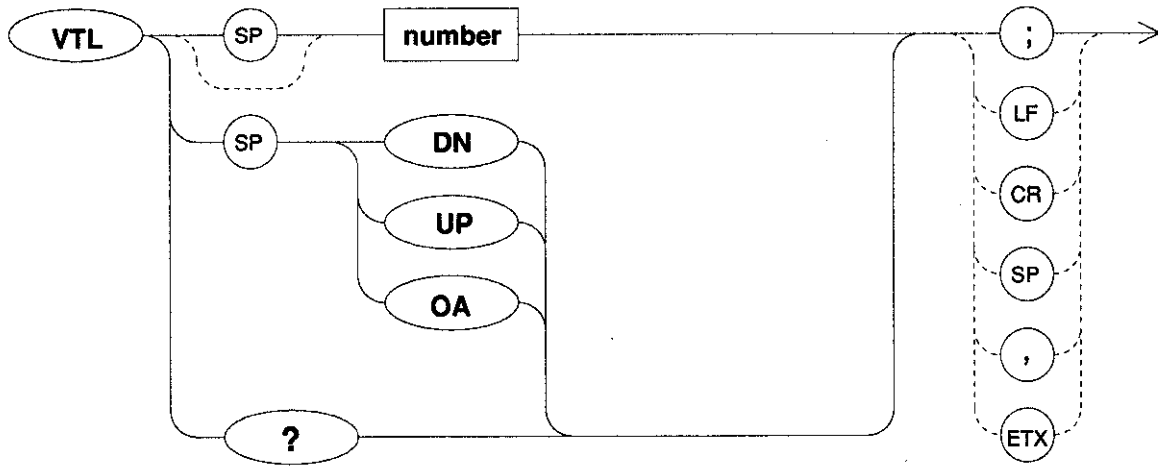 VTL SP number ;
LF
SP DN
CR
UP
SP
OA
,
? ETX